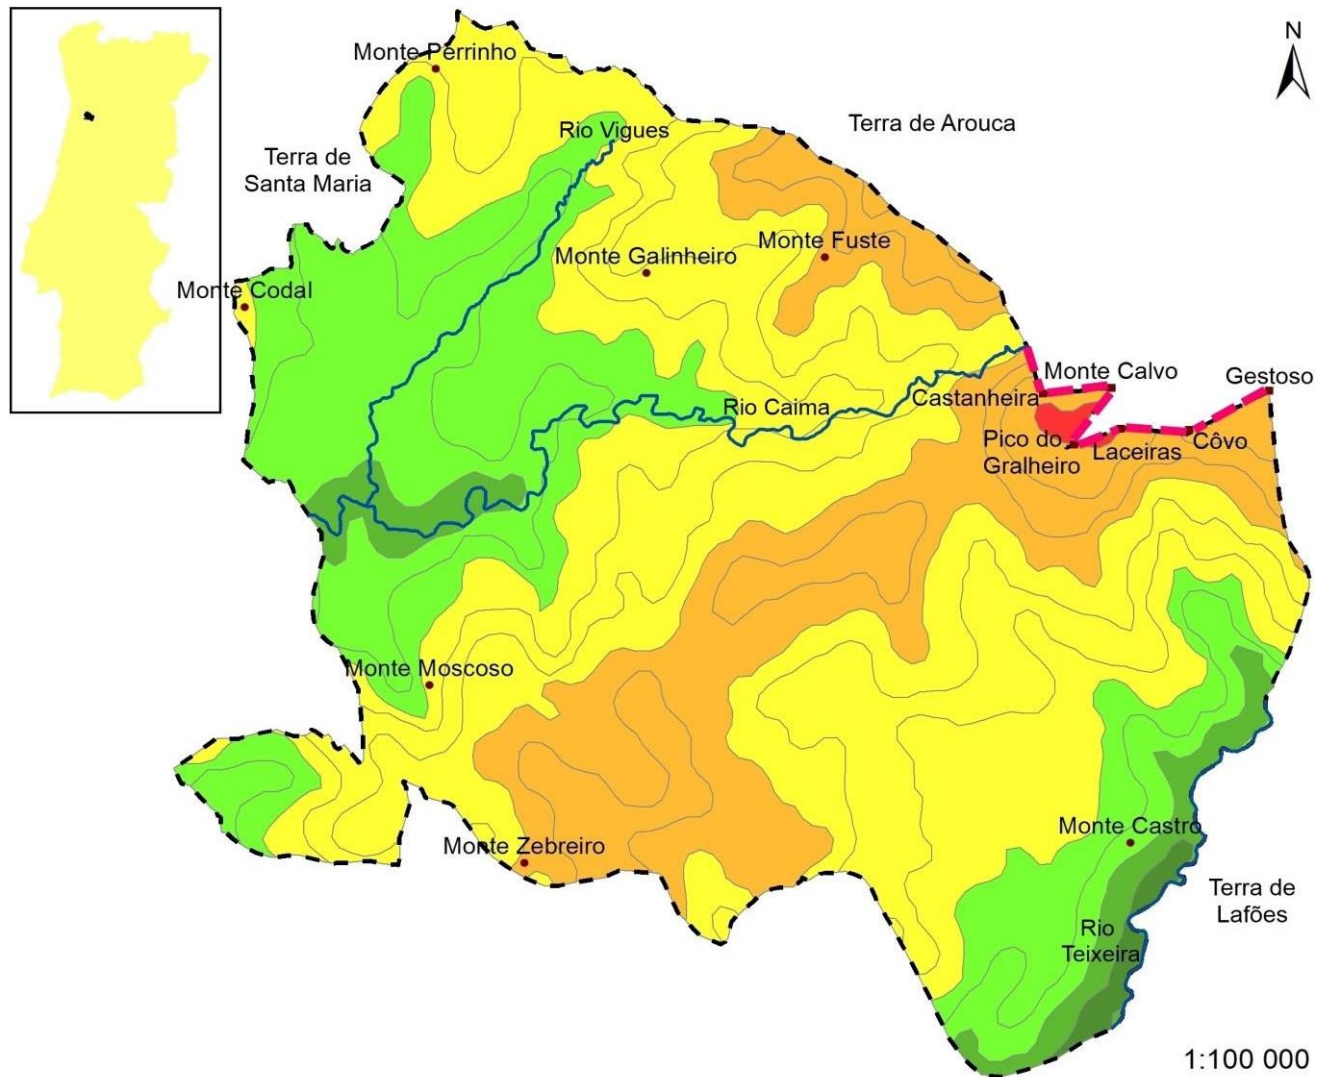 N
Monte Perrinho
Rio Vigues
Terra de Arouca
Terra de
Santa Maria
Monte Fuste
Monte Galinheiro
Monte Codal
Monte Calvo
Gestoso
Castanheira
Rio Caima
Pico do
Gralheiro
Laceiras
Côvo
Monte Moscoso
Monte Castro
Monte Zebreiro
Terra de
Lafões
Rio
Teixeira
1:100 000